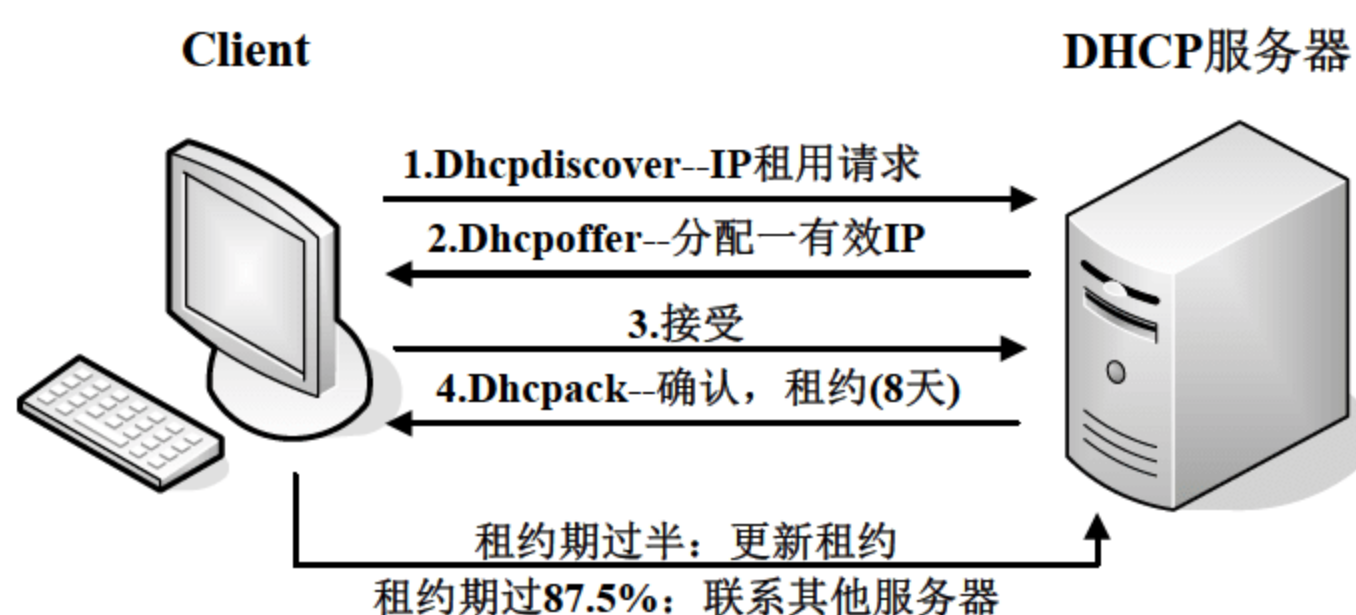 Client
DHCP服务器
1.Dhcpdiscover--IP租用请求
2.Dhcpoffer--分配一有效IP
3.接受
4.Dhcpack--确认，租约(8天)
租约期过半：更新租约
租约期过87.5%：联系其他服务器